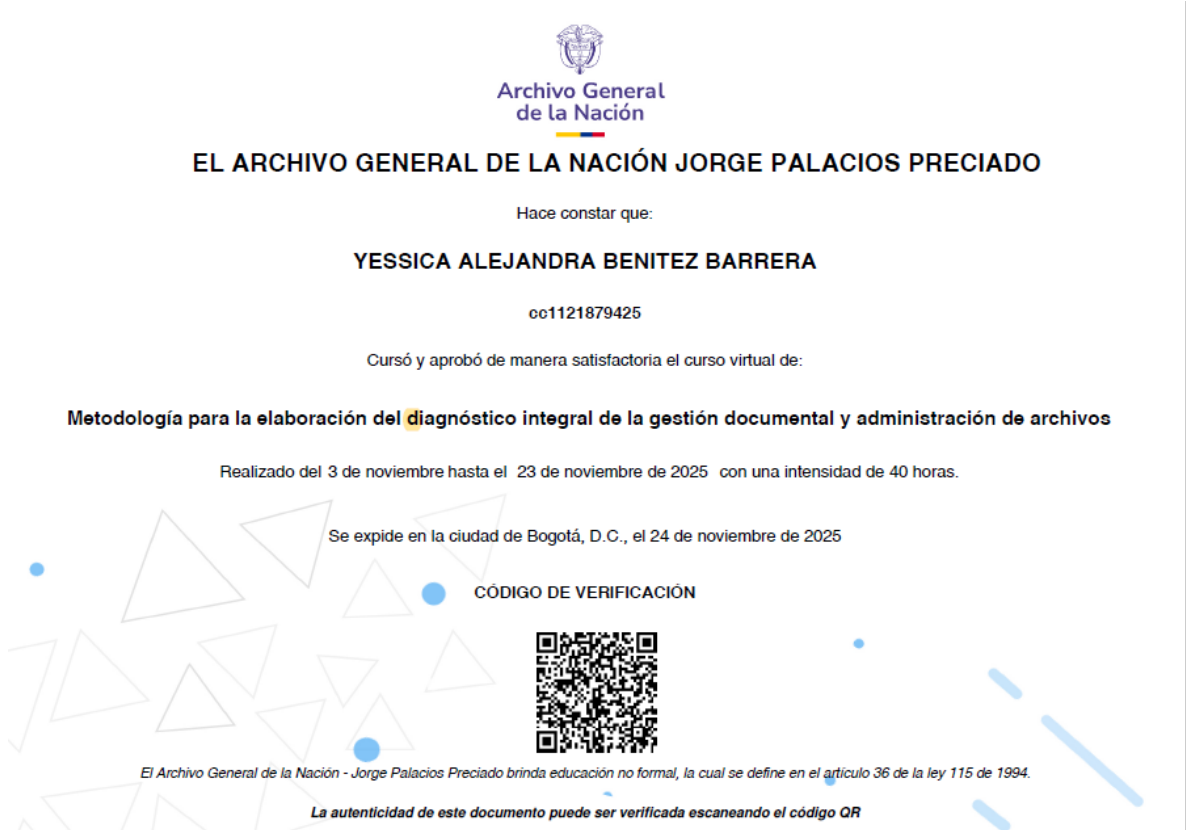 Archivo General
de la Nación
EL ARCHIVO GENERAL DE LA NACIÓN JORGE PALACIOS PRECIADO
Hace constar que:
YESSICA ALEJANDRA BENITEZ BARRERA
cc1121879425
Cursó y aprobó de manera satisfactoria el curso virtual de:
Metodología para la elaboración del diagnóstico integral de la gestión documental y administración de archivos
Realizado del 3 de noviembre hasta el 23 de noviembre de 2025 con una intensidad de 40 horas.
Se expide en la ciudad de Bogotá, D.C., el 24 de noviembre de 2025
CÓDIGO DE VERIFICACIÓN
El Archivo General de la Nación - Jorge Palacios Preciado brinda educación no formal, la cual se define en el artículo 36 de la ley 115 de 1994.
La autenticidad de este documento puede ser verificada escaneando el código QR